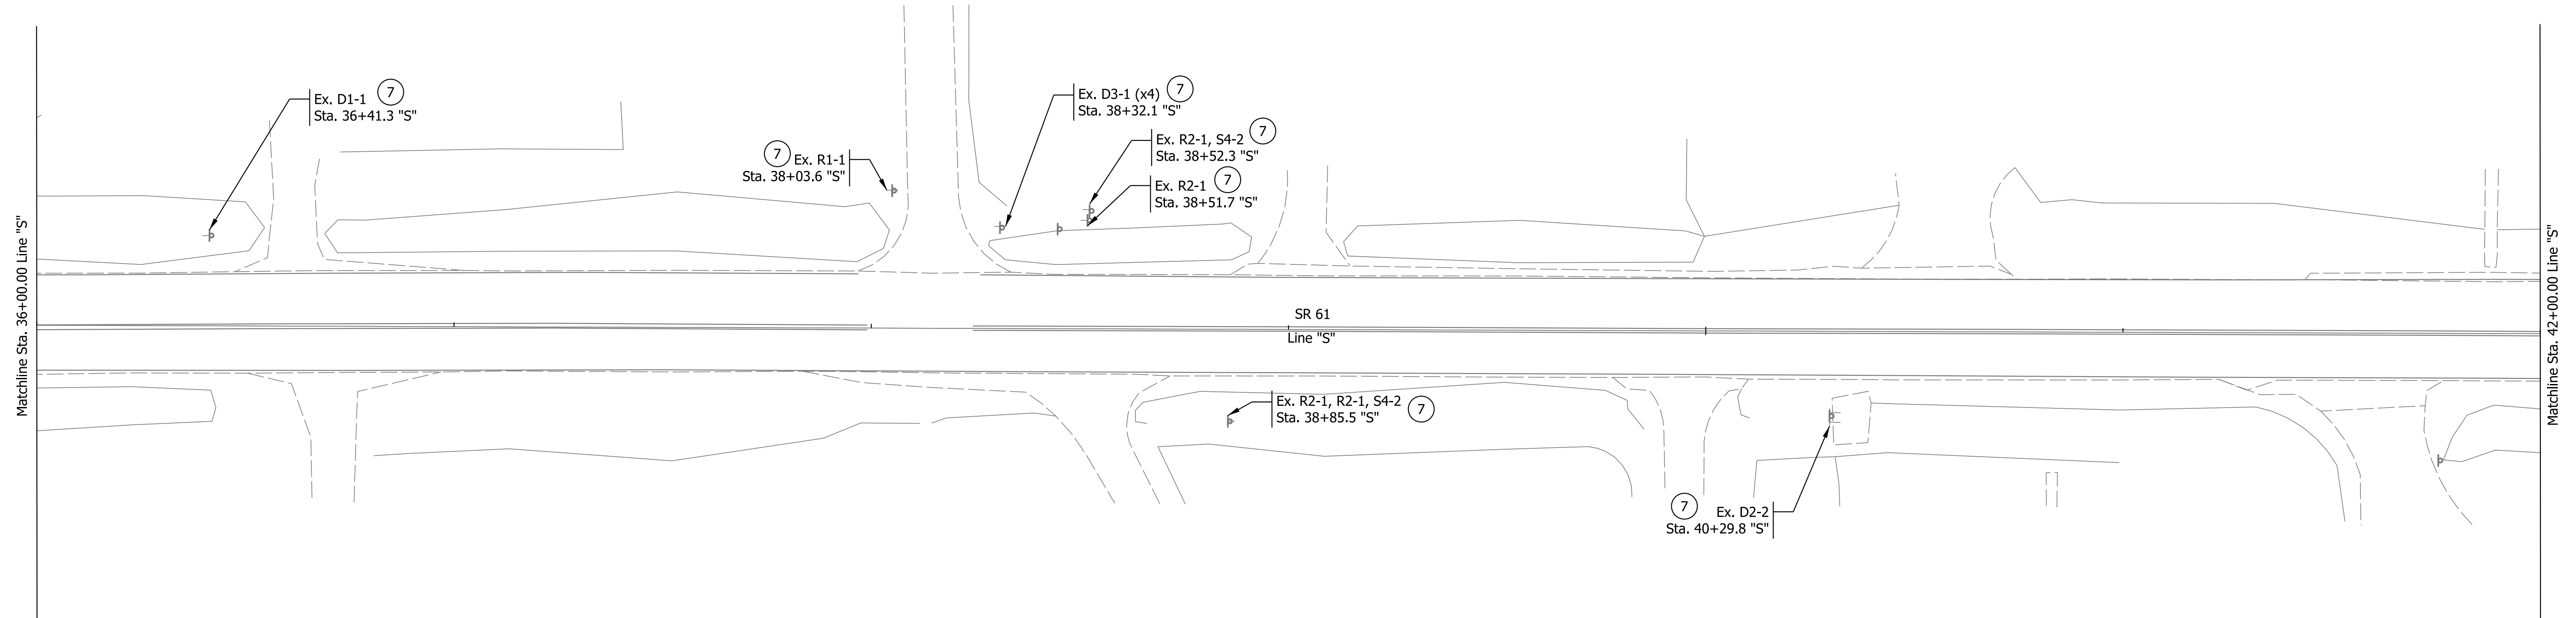 Matchline Sta. 36+00.00 Line "S"
Ex. D1-1
7
Sta. 36+41.3 "S"
7
Ex. R1-1
Sta. 38+03.6 "S"
Ex. D3-1 (x4)
7
Sta. 38+32.1 "S"
Ex. R2-1, S4-2
7
Sta. 38+52.3 "S"
Ex. R2-1
7
Sta. 38+51.7 "S"
SR 61
Line "S"
Ex. R2-1, R2-1, S4-2
Sta. 38+85.5 "S"
7
7
Ex. D2-2
Sta. 40+29.8 "S"
Matchline Sta. 42+00.00 Line "S"